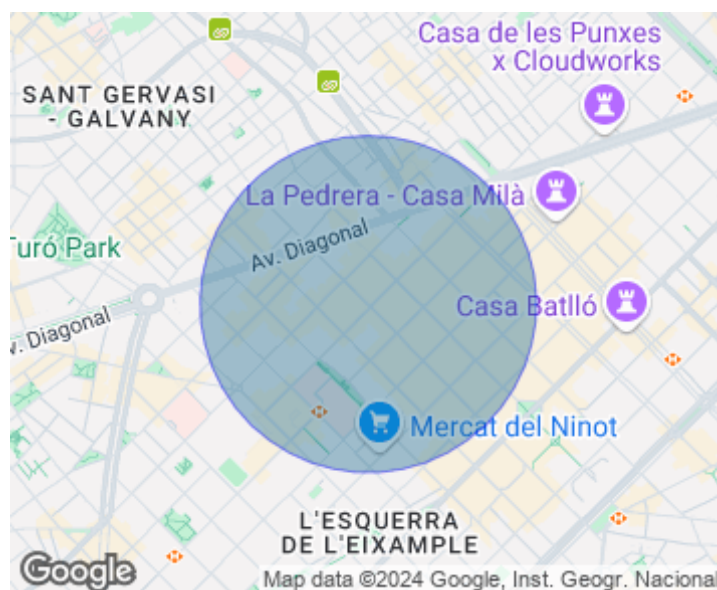 Casa de les Punxes
x Cloudworks
SANT GERVASI
- GALVANY
La Pedrera - Casa Milà
Turó Park
Av. Diagonal
Casa Batlló
v. Diagonal
Mercat del Ninot
L'ESQUERRA
DE L'EIXAMPLE
Google
Map data ©2024 Google, Inst. Geogr. Nacional